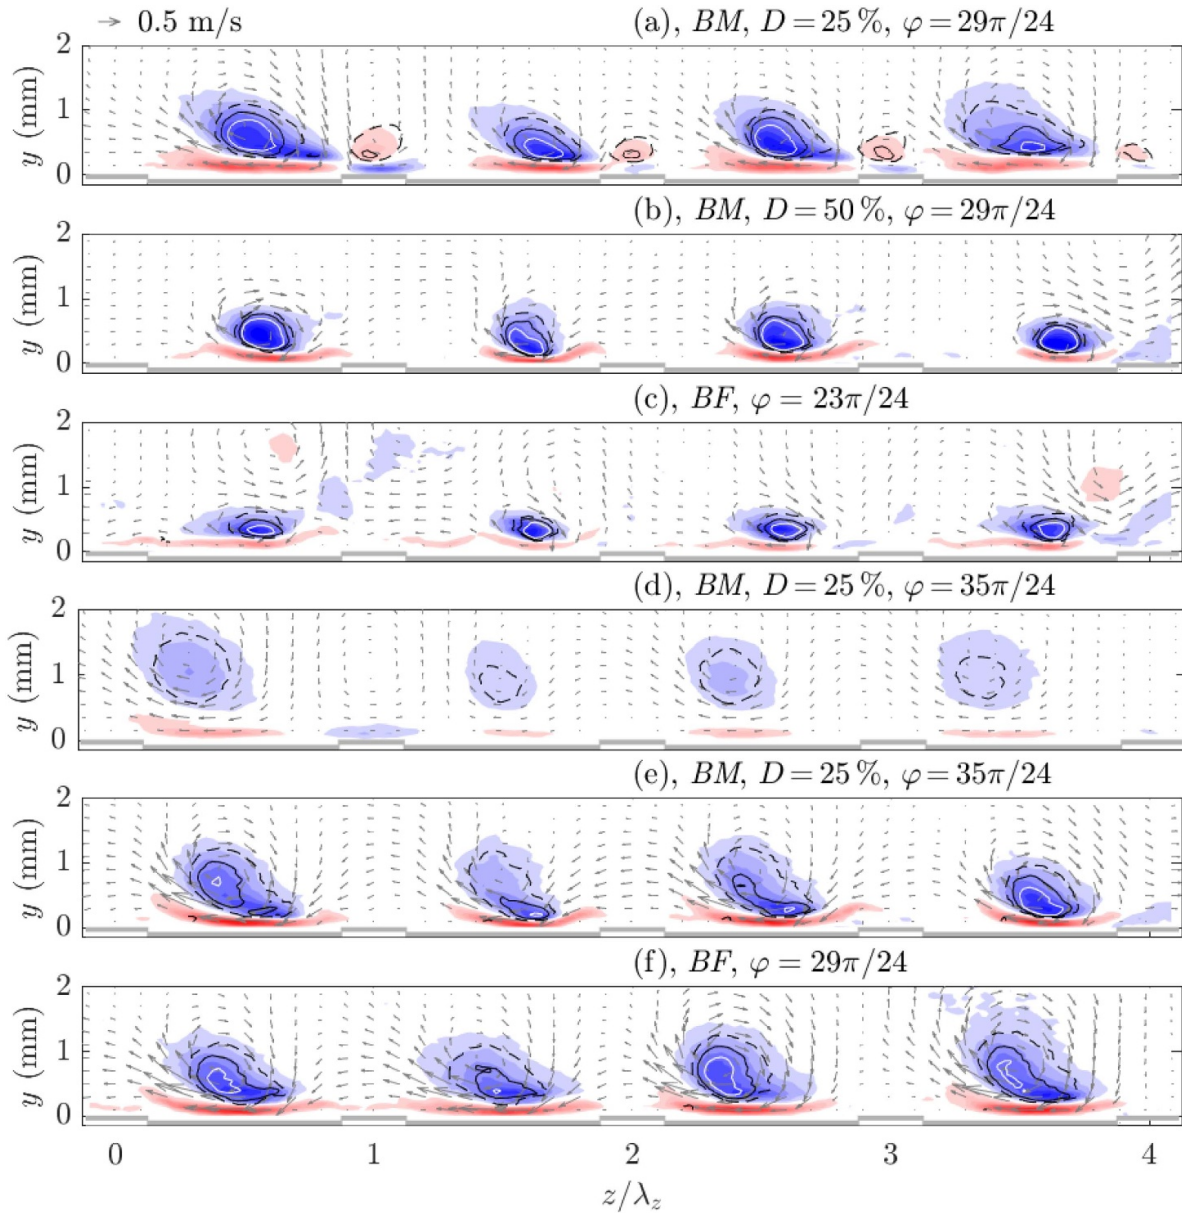 0.5 m/s
(a), BM, D = 25 %, φ = 29π/24
2
1
0
y (mm)
(b), BM, D = 50 %, φ = 29π/24
2
1
0
y (mm)
(c), BF, φ = 23π/24
2
1
0
y (mm)
(d), BM, D = 25 %, φ = 35π/24
2
1
0
y (mm)
(e), BM, D = 25 %, φ = 35π/24
2
1
0
y (mm)
(f), BF, φ = 29π/24
2
1
0
y (mm)
0 1 2 3 4
z/λz